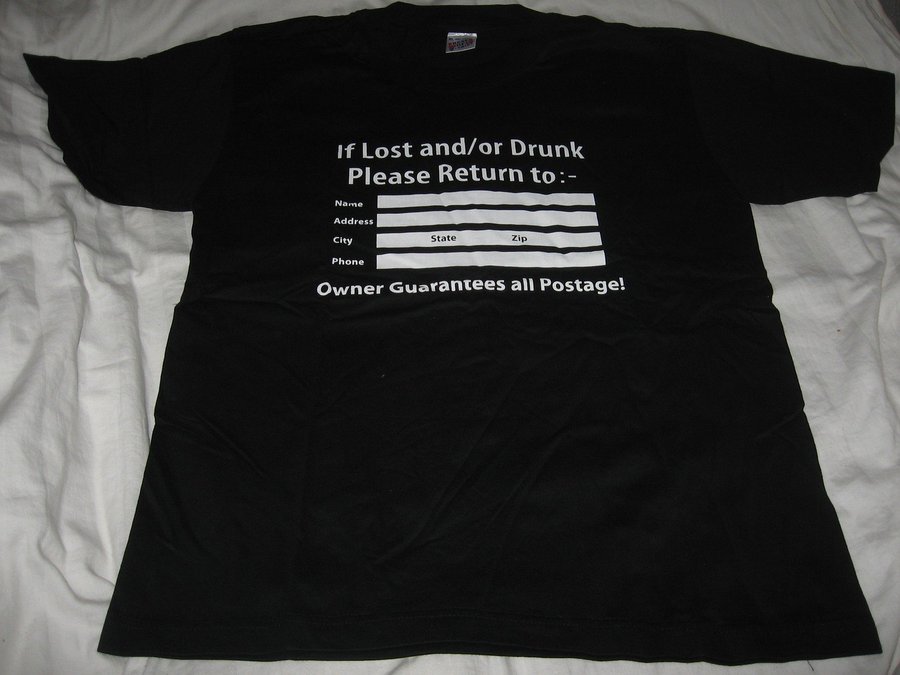 If Lost and/or Drunk
Please Return to:-
Name
Address
City State Zip
Phone
Owner Guarantees all Postage!